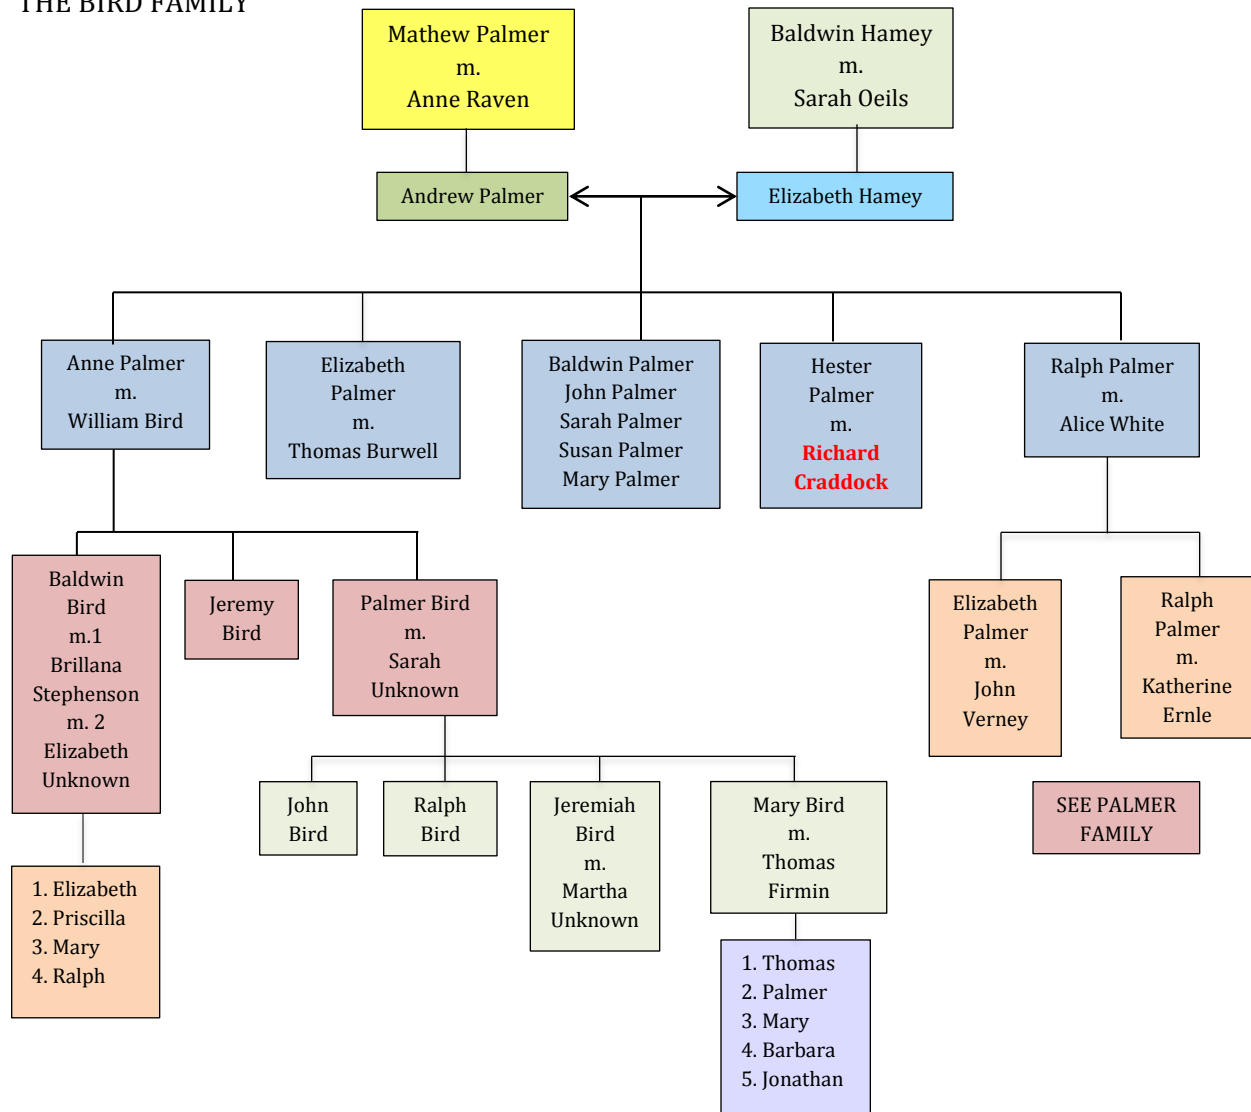 THE BIRD FAMILY
Mathew Palmer
m.
Anne Raven
Baldwin Hamey
m.
Sarah Oeils
Andrew Palmer
Elizabeth Hamey
Anne Palmer
m.
William Bird
Elizabeth
Palmer
m.
Thomas Burwell
Baldwin Palmer
John Palmer
Sarah Palmer
Susan Palmer
Mary Palmer
Hester
Palmer
m.
Richard
Craddock
Ralph Palmer
m.
Alice White
Baldwin
Bird
m.1
Brillana
Stephenson
m. 2
Elizabeth
Unknown
Jeremy
Bird
Palmer Bird
m.
Sarah
Unknown
Elizabeth
Palmer
m.
John
Verney
Ralph
Palmer
m.
Katherine
Ernle
John
Bird
Ralph
Bird
Jeremiah
Bird
m.
Martha
Unknown
Mary Bird
m.
Thomas
Firmin
SEE PALMER
FAMILY
1. Elizabeth
2. Priscilla
3. Mary
4. Ralph
1. Thomas
2. Palmer
3. Mary
4. Barbara
5. Jonathan